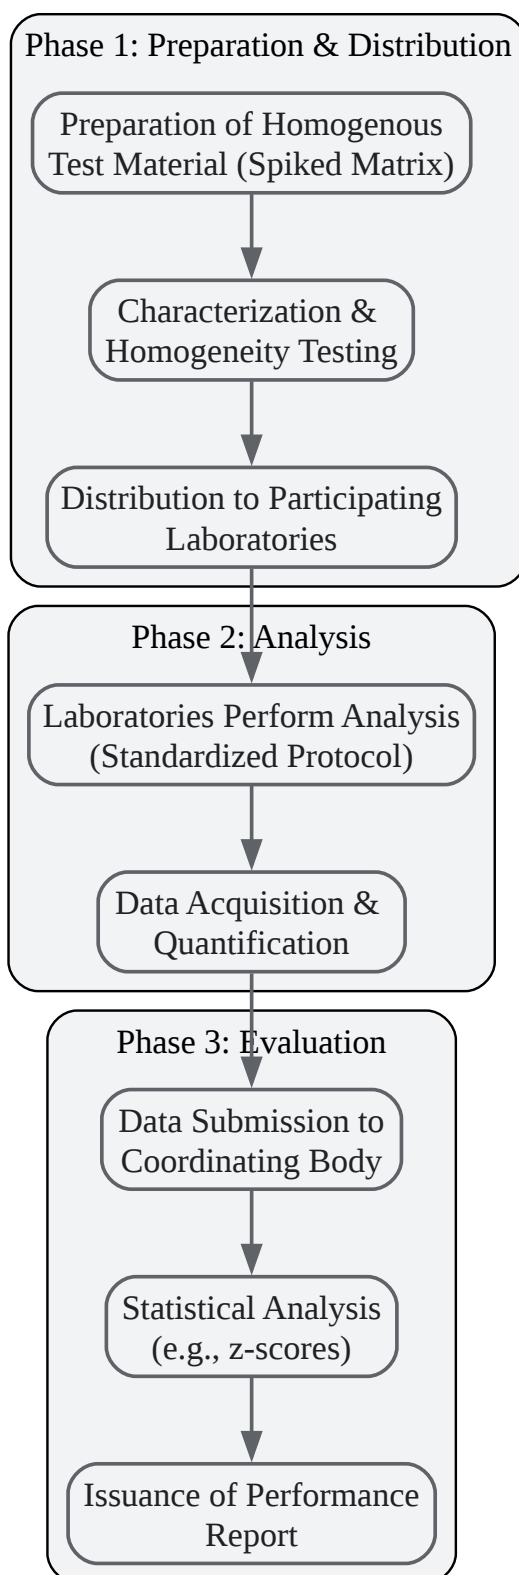 Phase 1: Preparation & Distribution
Preparation of Homogenous
Test Material (Spiked Matrix)
Characterization &
Homogeneity Testing
Distribution to Participating
Laboratories
Phase 2: Analysis
Laboratories Perform Analysis
(Standardized Protocol)
Data Acquisition &
Quantification
Phase 3: Evaluation
Data Submission to
Coordinating Body
Statistical Analysis
(e.g., z-scores)
Issuance of Performance
Report